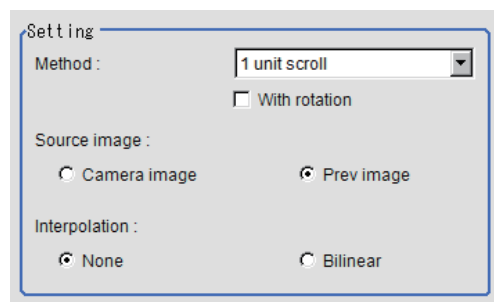 Setting
Method :
1 unit scroll
With rotation
Source image :
Camera image
Prev image
Interpolation :
None
Bilinear